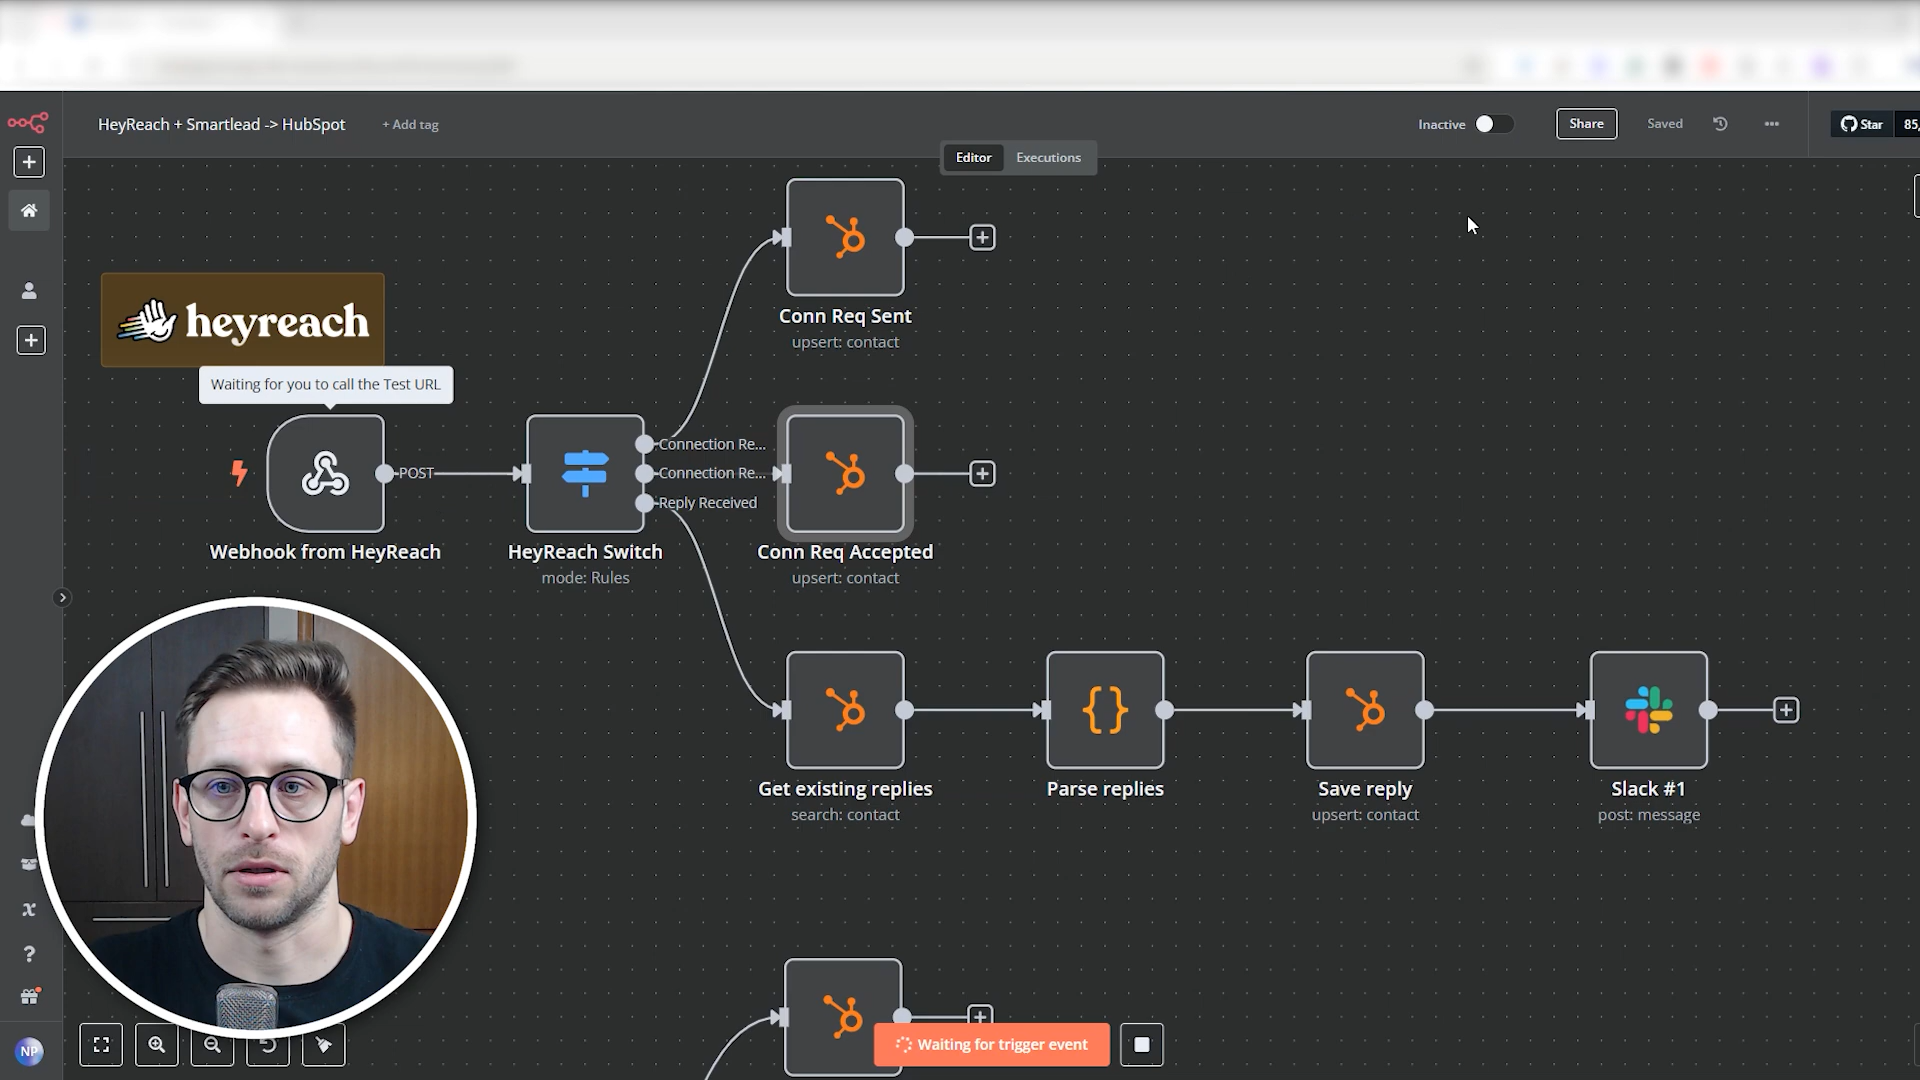 HeyReach + Smartlead -> HubSpot
+ Add tag
Inactive
Share
Saved
Star
85,
Editor
Executions
heyreach
Waiting for you to call the Test URL
POST
Webhook from HeyReach
HeyReach Switch
mode: Rules
Connection Re...
Connection Re...
Reply Received
Conn Req Sent
upsert: contact
Conn Req Accepted
upsert: contact
Get existing replies
search: contact
Parse replies
Save reply
upsert: contact
Slack #1
post: message
Waiting for trigger event
NP